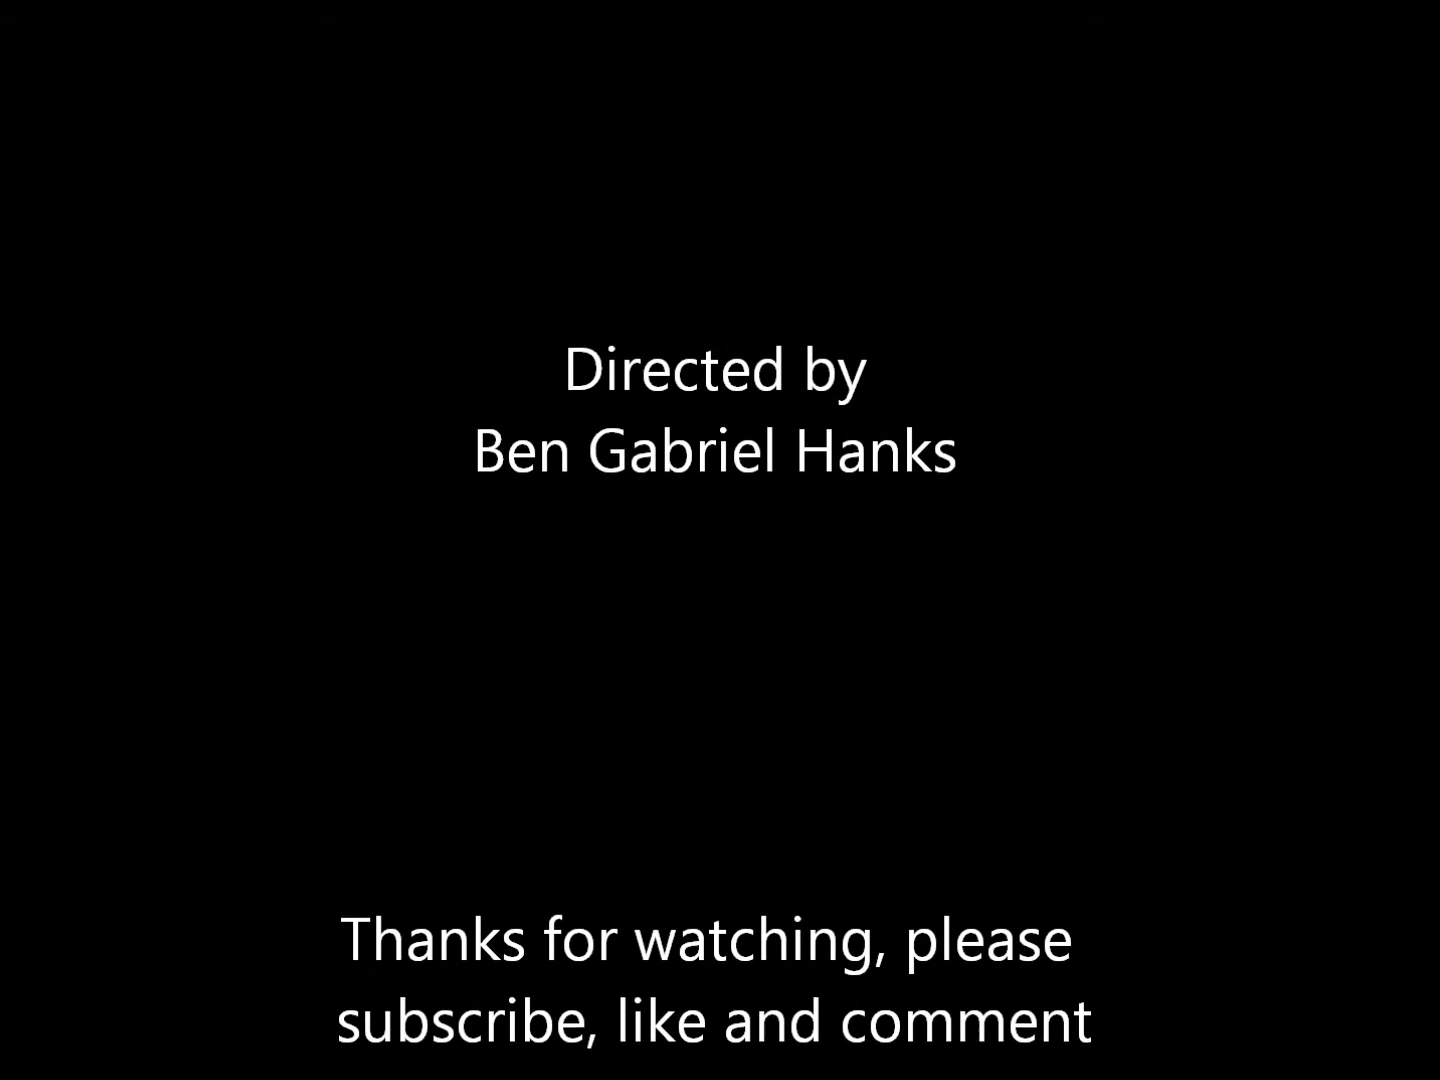 Directed by
Ben Gabriel Hanks
Thanks for watching, please
subscribe, like and comment